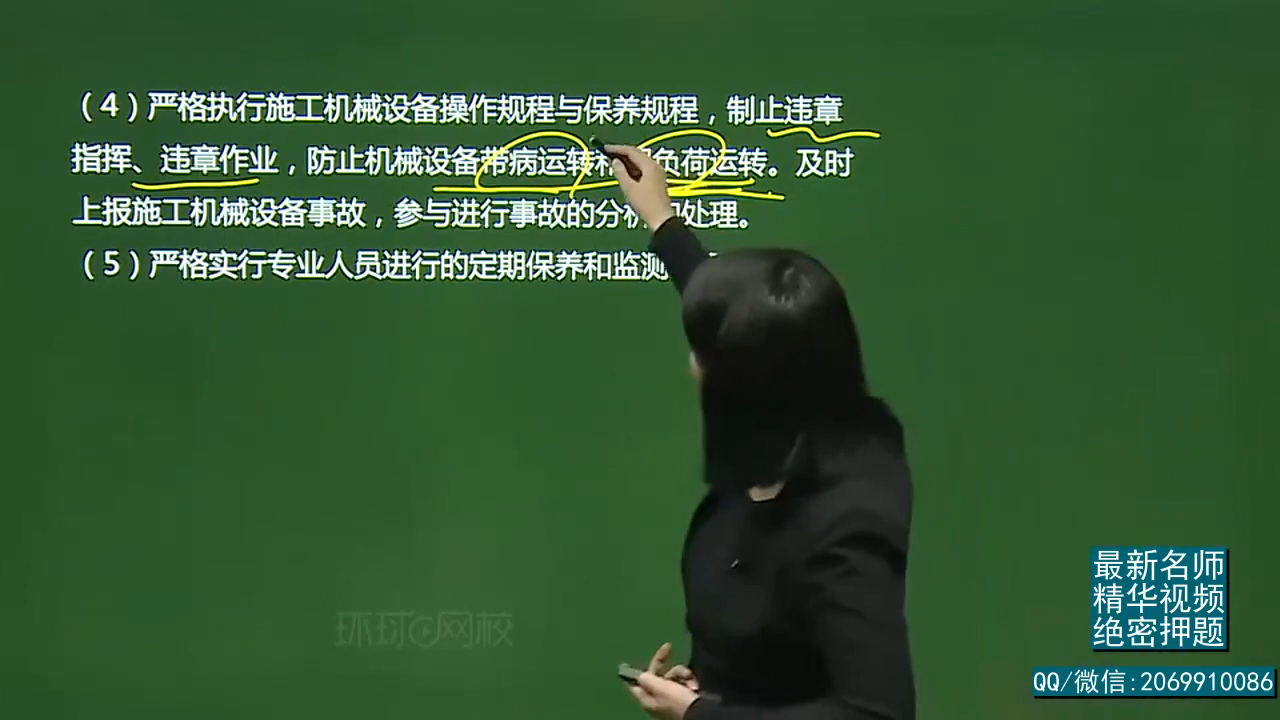 （4）严格执行施工机械设备操作规程与保养规程，制止违章
指挥、违章作业，防止机械设备带病运转和负荷运转。及时
上报施工机械设备事故，参与进行事故的分析和处理。
（5）严格实行专业人员进行的定期保养和监测
环球网校
最新名师
精华视频
绝密押题
QQ/微信:2069910086